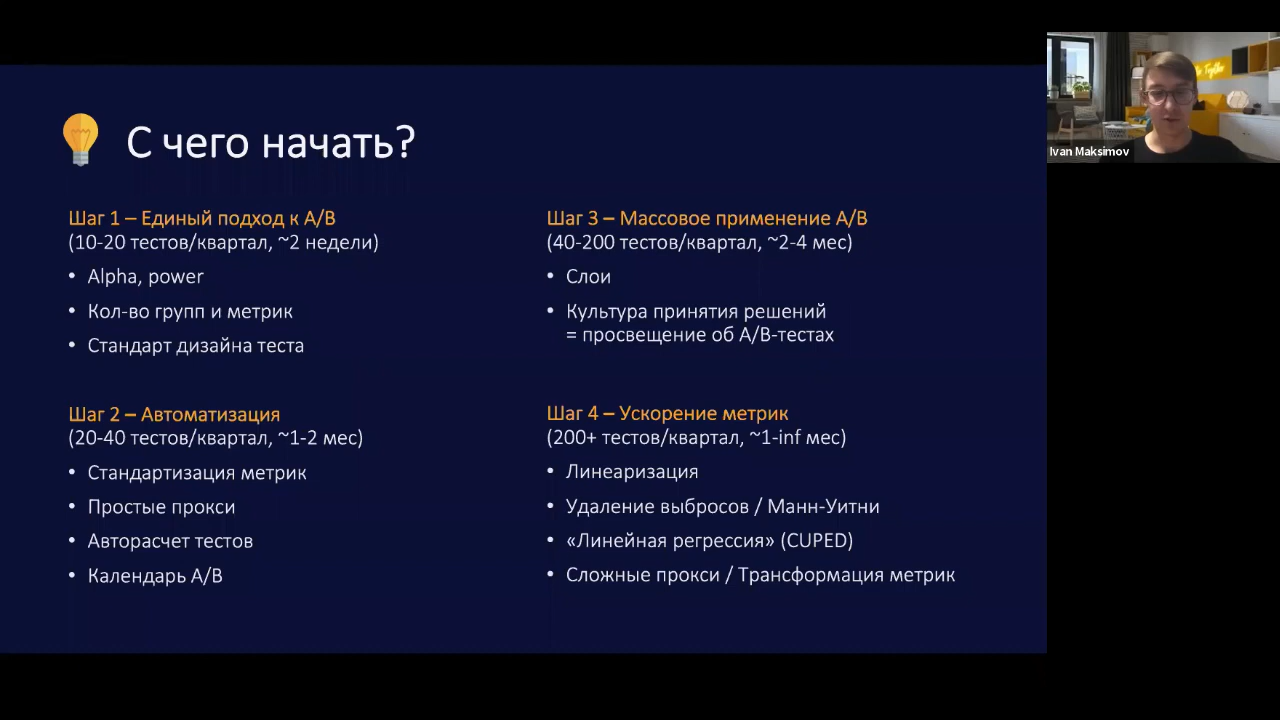 С чего начать?
Шаг 1 – Единый подход к A/B
(10-20 тестов/квартал, ~2 недели)
• Alpha, power
• Кол-во групп и метрик
• Стандарт дизайна теста
Шаг 2 – Автоматизация
(20-40 тестов/квартал, ~1-2 мес)
• Стандартизация метрик
• Простые прокси
• Авторасчет тестов
• Календарь A/B
Шаг 3 – Массовое применение A/B
(40-200 тестов/квартал, ~2-4 мес)
• Слои
• Культура принятия решений
= просвещение об A/B-тестах
Шаг 4 – Ускорение метрик
(200+ тестов/квартал, ~1-inf мес)
• Линеаризация
• Удаление выбросов / Манн-Уитни
• «Линейная регрессия» (CUPED)
• Сложные прокси / Трансформация метрик
Ivan Maksimov